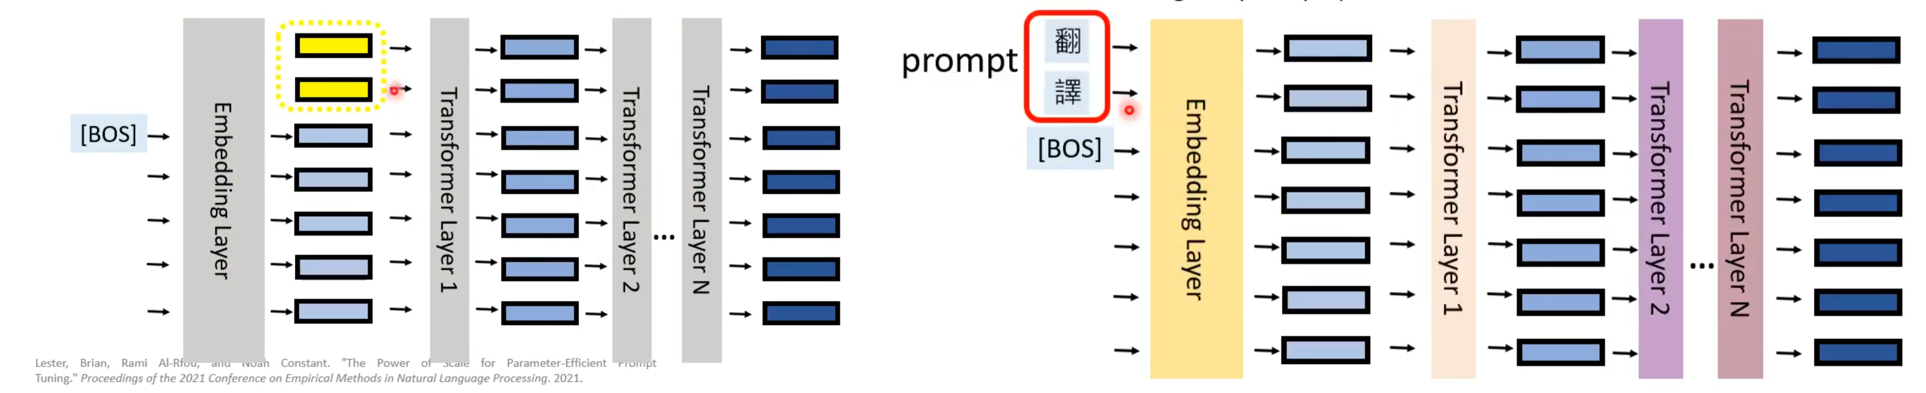 [BOS]
Embedding Layer
Transformer Layer 1
Transformer Layer 2
...
Transformer Layer N
Lester, Brian, Rami Al-Rfou, and Noah Constant. "The Power of Scale for Parameter-Efficient Prompt
Tuning." Proceedings of the 2021 Conference on Empirical Methods in Natural Language Processing. 2021.
prompt
翻
譯
[BOS]
Embedding Layer
Transformer Layer 1
Transformer Layer 2
...
Transformer Layer N